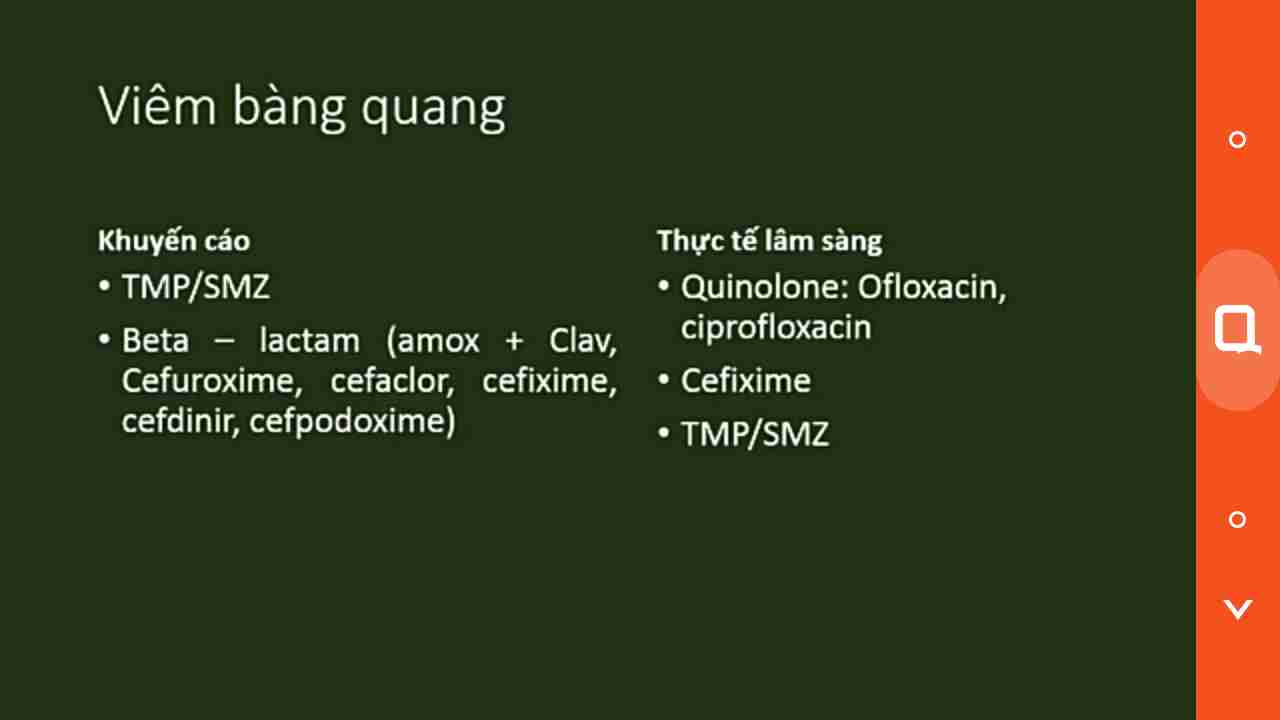 Viêm bàng quang
Khuyến cáo
• TMP/SMZ
• Beta – lactam (amox + Clav,
Cefuroxime, cefaclor, cefixime,
cefdinir, cefpodoxime)
Thực tế lâm sàng
• Quinolone: Ofloxacin,
ciprofloxacin
• Cefixime
• TMP/SMZ